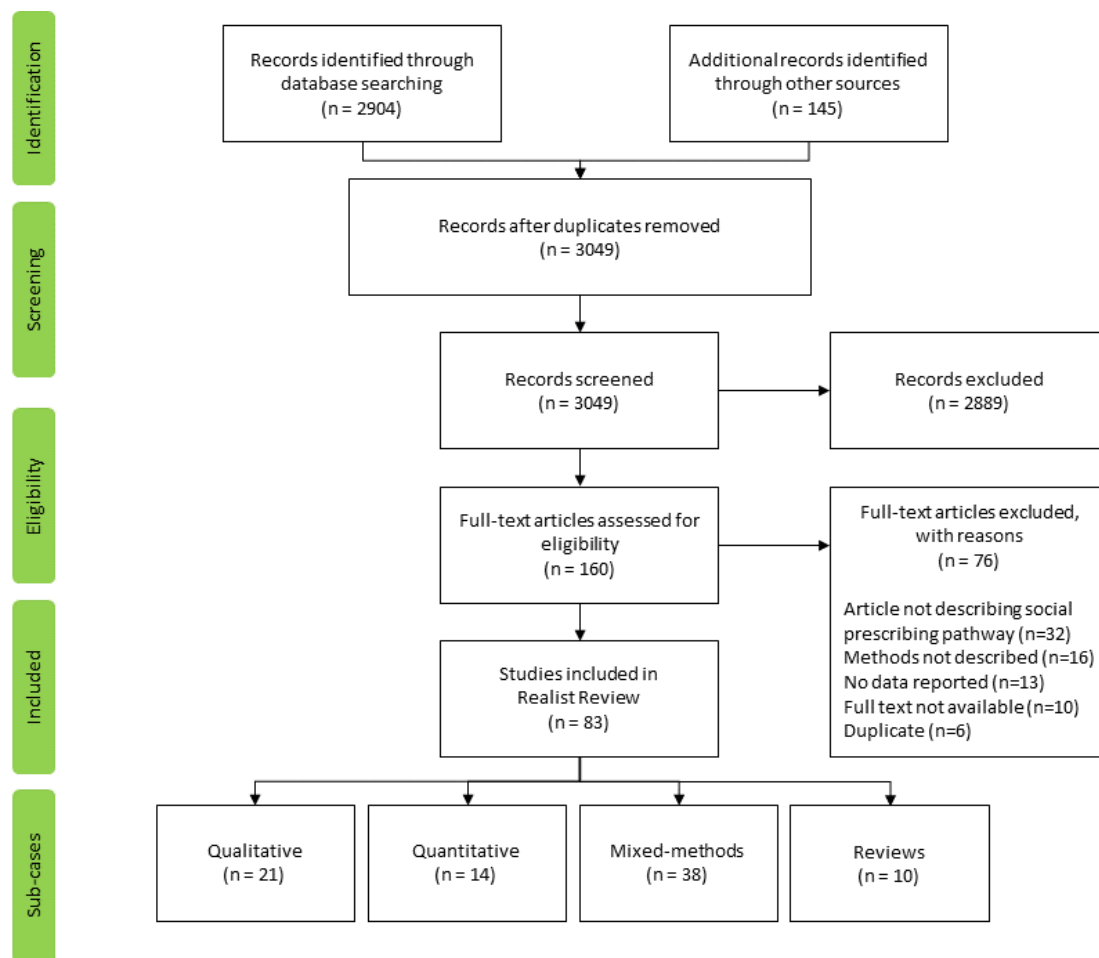 Identification
Records identified through
database searching
(n = 2904)
Additional records identified
through other sources
(n = 145)
Screening
Records after duplicates removed
(n = 3049)
Records screened
(n = 3049)
Records excluded
(n = 2889)
Eligibility
Full-text articles assessed for
eligibility
(n = 160)
Full-text articles excluded,
with reasons
(n = 76)
Article not describing social
prescribing pathway (n=32)
Methods not described (n=16)
No data reported (n=13)
Full text not available (n=10)
Duplicate (n=6)
Included
Studies included in
Realist Review
(n = 83)
Sub-cases
Qualitative
(n = 21)
Quantitative
(n = 14)
Mixed-methods
(n = 38)
Reviews
(n = 10)